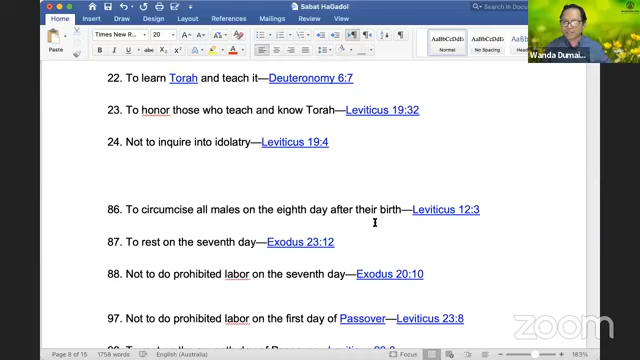 Sabat HaGadol
Search in Document
Home Insert Draw Design Layout References Mailings Review View
Paste
Times New R... 20
AaBbCcDdEe AaBbCcDdEe
Normal No Spacing
Wanda Dumai...
22. To learn Torah and teach it—Deuteronomy 6:7
23. To honor those who teach and know Torah—Leviticus 19:32
24. Not to inquire into idolatry—Leviticus 19:4
86. To circumcise all males on the eighth day after their birth—Leviticus 12:3
87. To rest on the seventh day—Exodus 23:12
88. Not to do prohibited labor on the seventh day—Exodus 20:10
97. Not to do prohibited labor on the first day of Passover—Leviticus 23:8
zoom
Page 8 of 15 1758 words English (Australia) Focus 183%